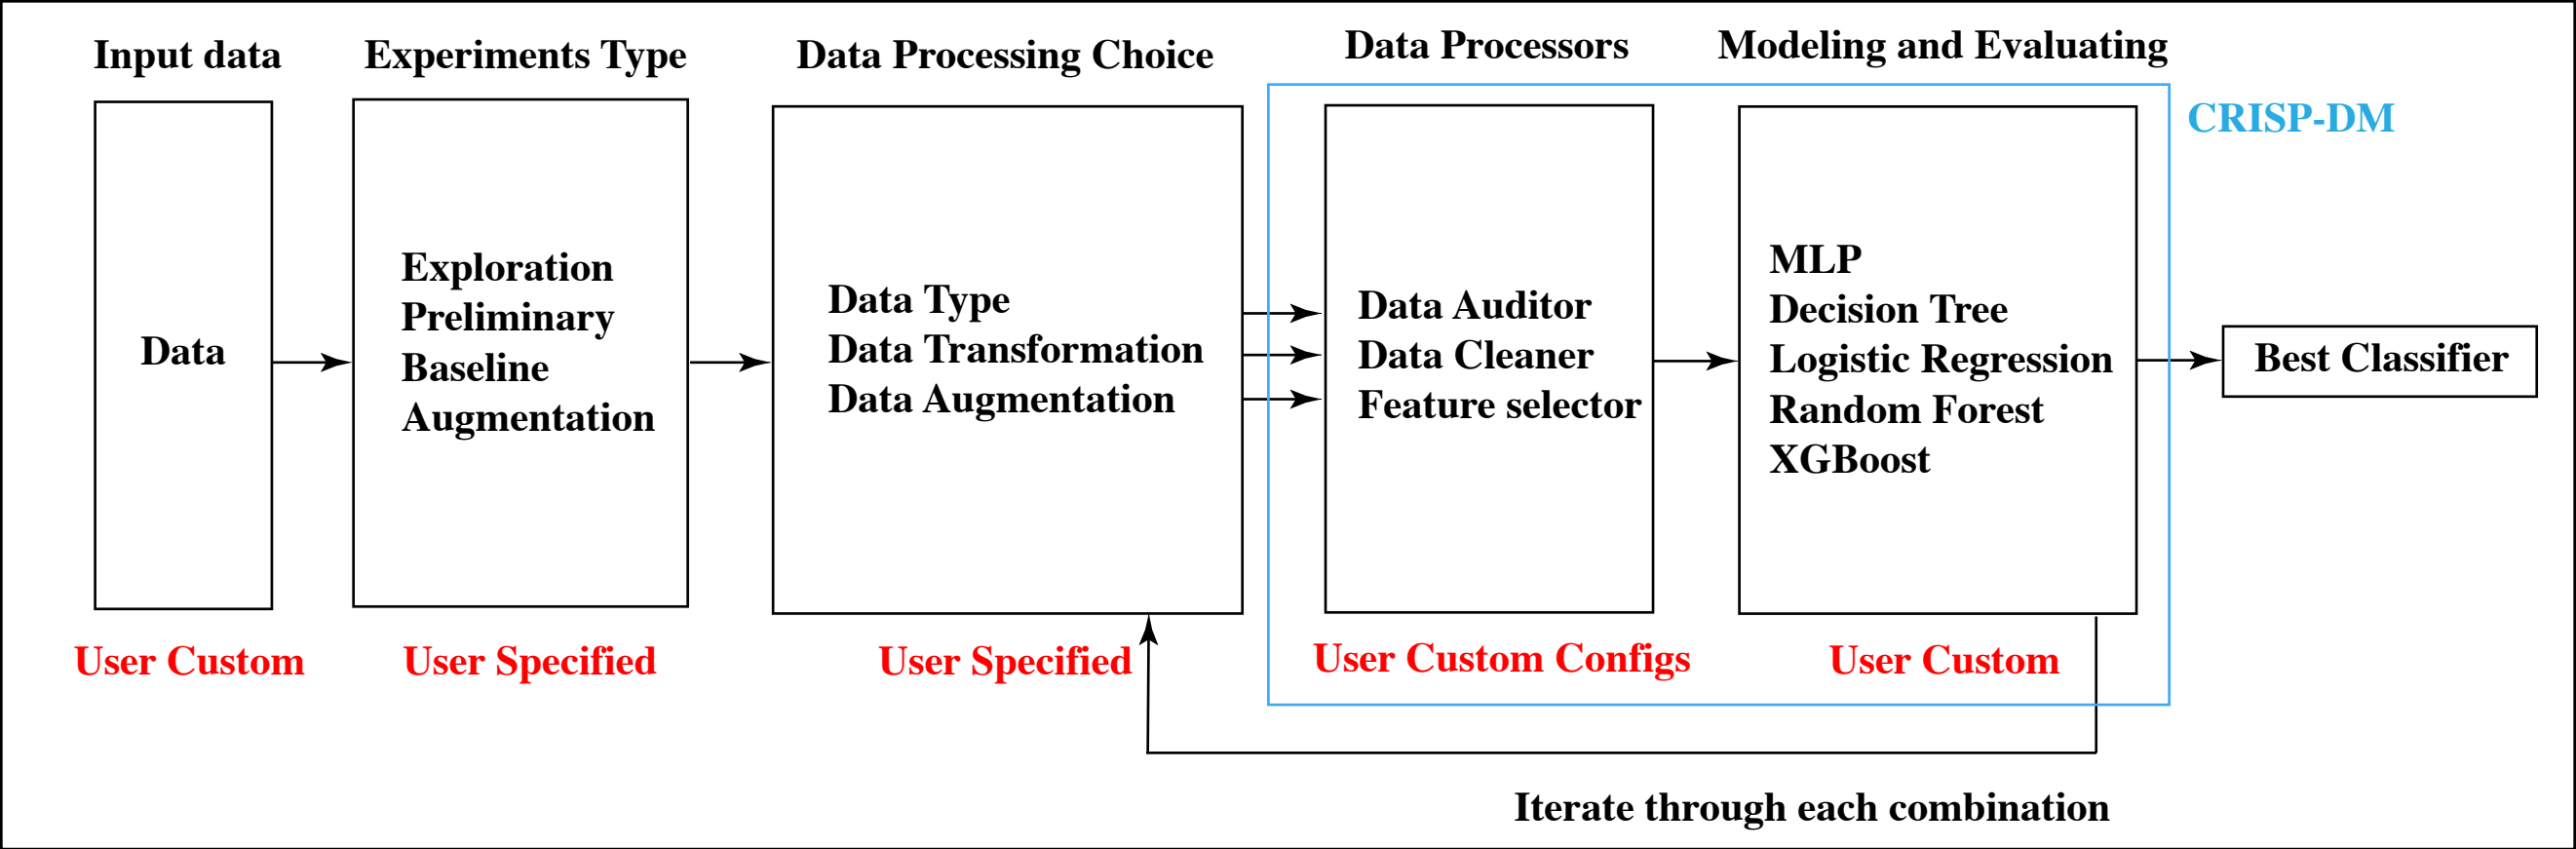 Input data
Experiments Type
Data Processing Choice
Data Processors
Modeling and Evaluating
CRISP-DM
Data
Exploration
Preliminary
Baseline
Augmentation
Data Type
Data Transformation
Data Augmentation
Data Auditor
Data Cleaner
Feature selector
MLP
Decision Tree
Logistic Regression
Random Forest
XGBoost
Best Classifier
User Custom
User Specified
User Specified
User Custom Configs
User Custom
Iterate through each combination